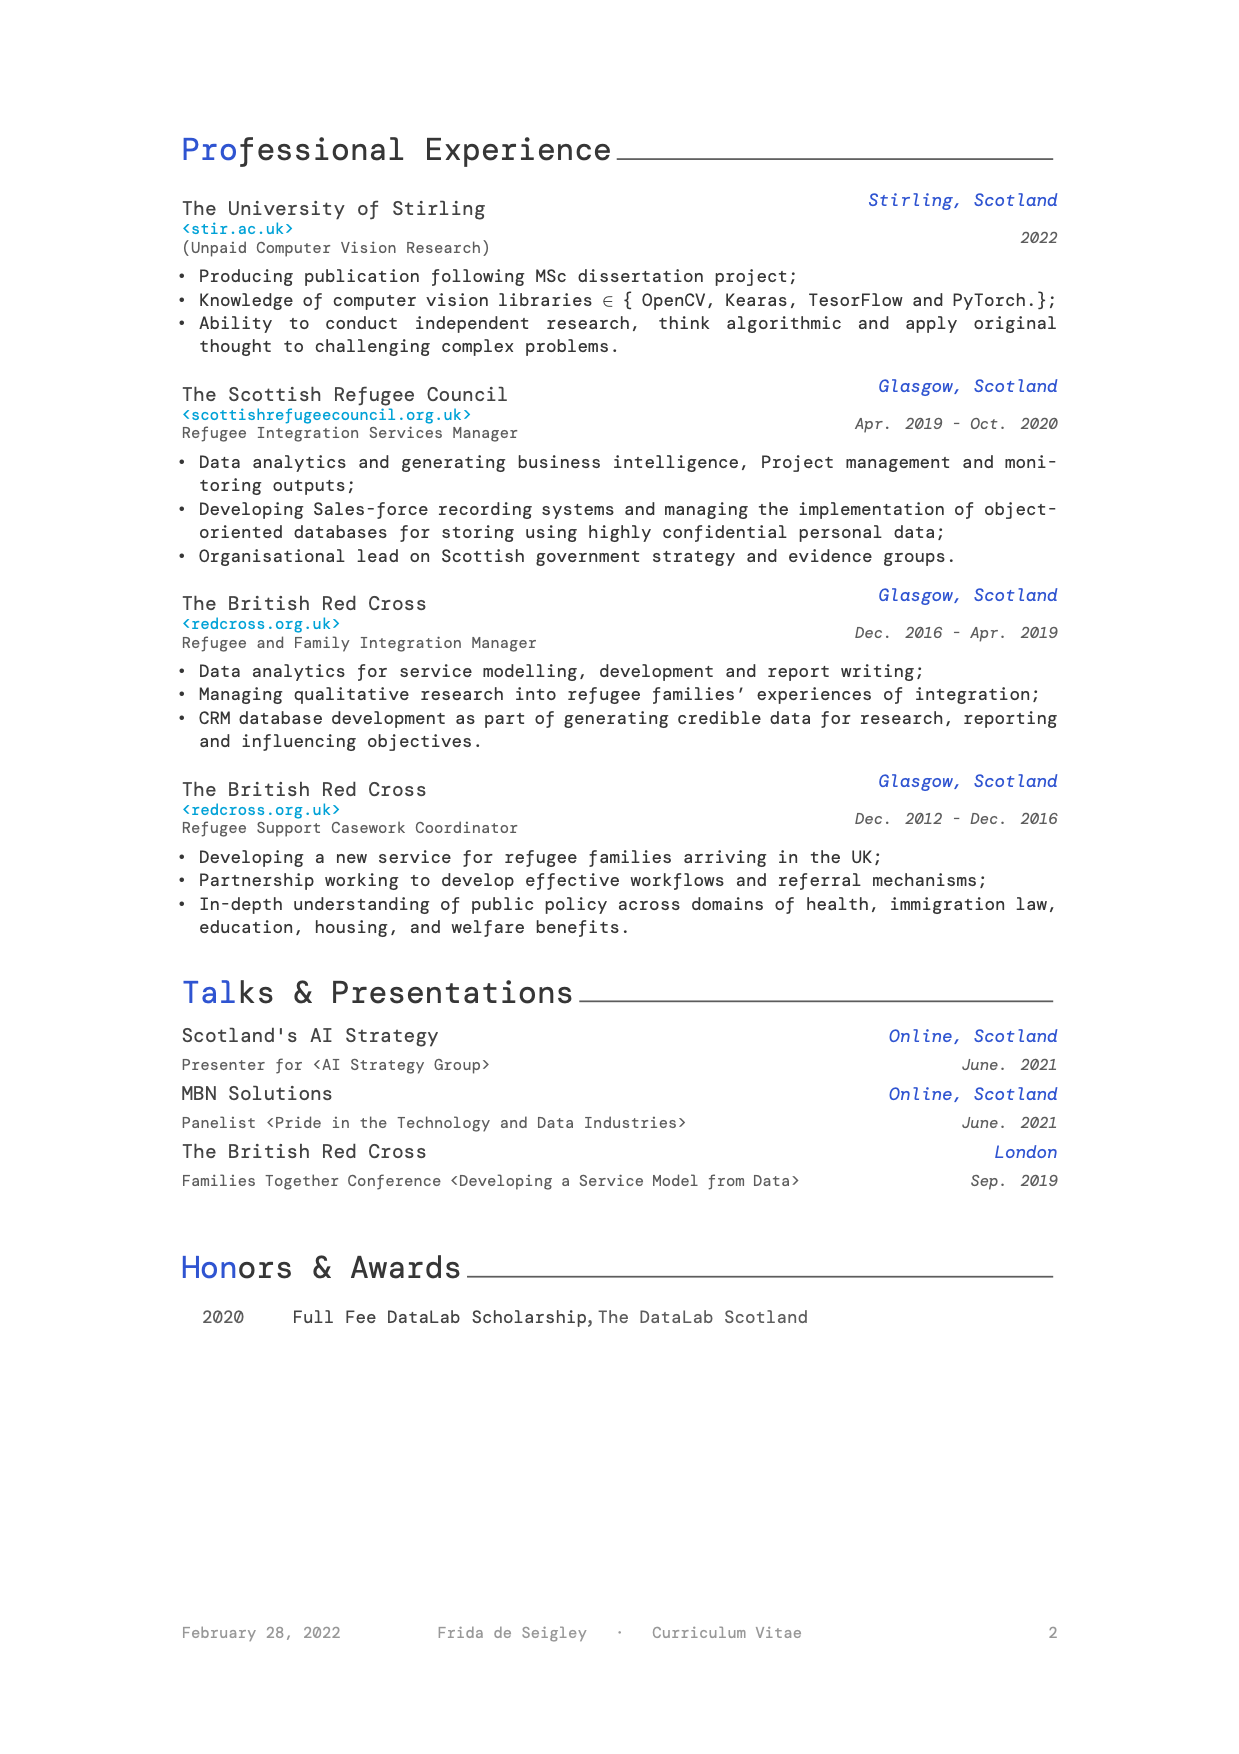 Professional Experience
The University of Stirling
Stirling, Scotland
<stir.ac.uk>
(Unpaid Computer Vision Research)
2022
• Producing publication following MSc dissertation project;
• Knowledge of computer vision libraries ∈ { OpenCV, Kearas, TesorFlow and PyTorch.};
• Ability to conduct independent research, think algorithmic and apply original
thought to challenging complex problems.
The Scottish Refugee Council
Glasgow, Scotland
<scottishrefugeecouncil.org.uk>
Refugee Integration Services Manager
Apr. 2019 - Oct. 2020
• Data analytics and generating business intelligence, Project management and moni-
toring outputs;
• Developing Sales-force recording systems and managing the implementation of object-
oriented databases for storing using highly confidential personal data;
• Organisational lead on Scottish government strategy and evidence groups.
The British Red Cross
Glasgow, Scotland
<redcross.org.uk>
Refugee and Family Integration Manager
Dec. 2016 - Apr. 2019
• Data analytics for service modelling, development and report writing;
• Managing qualitative research into refugee families’ experiences of integration;
• CRM database development as part of generating credible data for research, reporting
and influencing objectives.
The British Red Cross
Glasgow, Scotland
<redcross.org.uk>
Refugee Support Casework Coordinator
Dec. 2012 - Dec. 2016
• Developing a new service for refugee families arriving in the UK;
• Partnership working to develop effective workflows and referral mechanisms;
• In-depth understanding of public policy across domains of health, immigration law,
education, housing, and welfare benefits.
Talks & Presentations
Scotland's AI Strategy Online, Scotland
Presenter for <AI Strategy Group> June. 2021
MBN Solutions Online, Scotland
Panelist <Pride in the Technology and Data Industries> June. 2021
The British Red Cross London
Families Together Conference <Developing a Service Model from Data> Sep. 2019
Honors & Awards
2020 Full Fee DataLab Scholarship, The DataLab Scotland
February 28, 2022 Frida de Seigley · Curriculum Vitae 2